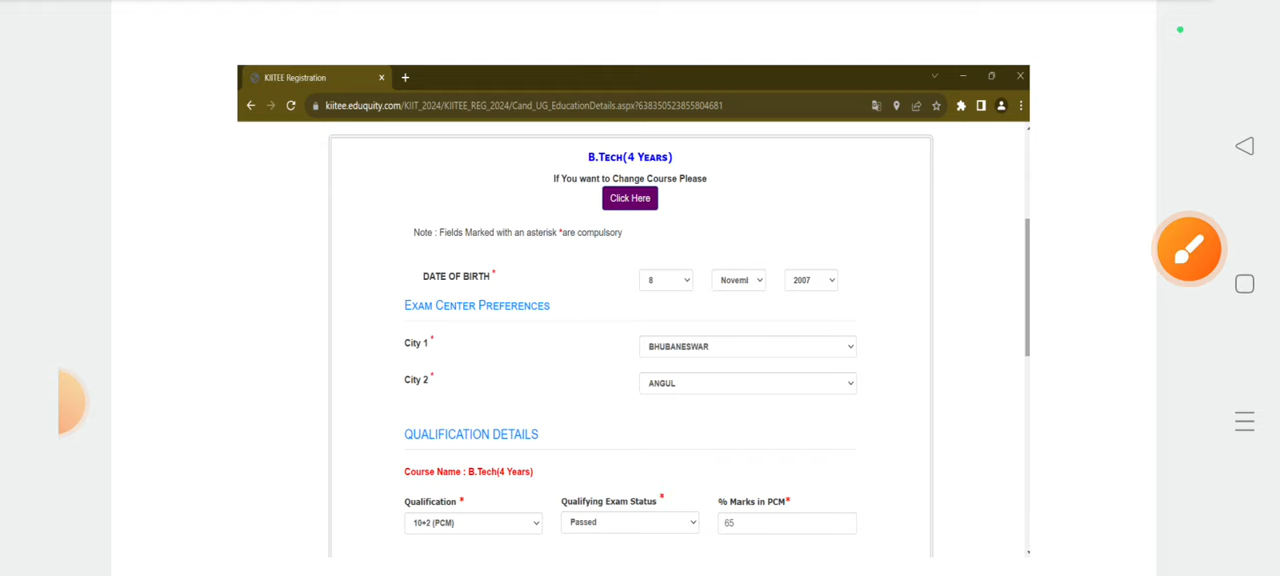 KIITEE Registration
kiitee.eduquity.com/KIIT_2024/KIITEE_REG_2024/Cand_UG_EducationDetails.aspx?638350523855804681
B.Tech(4 Years)
If You want to Change Course Please
Click Here
Note : Fields Marked with an asterisk *are compulsory
DATE OF BIRTH * 8 Noveml 2007
Exam Center Preferences
City 1 * BHUBANESWAR
City 2 * ANGUL
QUALIFICATION DETAILS
Course Name : B.Tech(4 Years)
Qualification * Qualifying Exam Status * % Marks in PCM*
10+2 (PCM) Passed 65